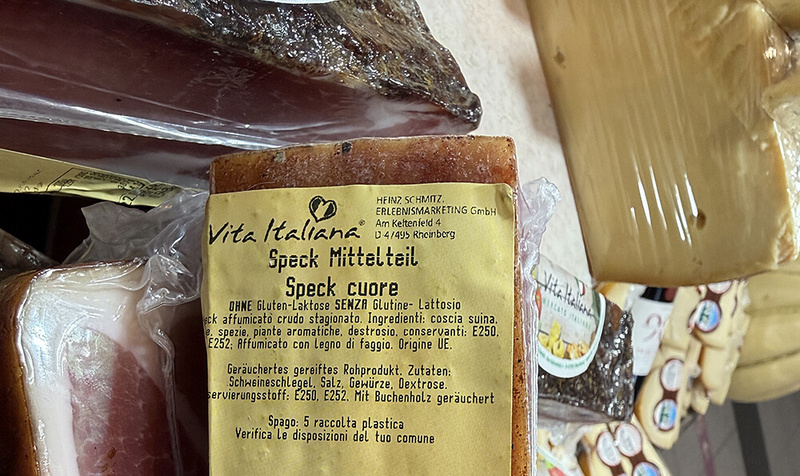 Vita Italiana®
HEINZ SCHMITZ.
ERLEBNISMARKETING GmbH
Am Keltenfeld 4
D-47495 Rheinberg
Speck Mittelteil
Speck cuore
OHNE Gluten-Laktose SENZA Glutine- Lattosio
eck affumicato crudo stagionato. Ingredienti: coscia suina,
e, spezie, piante aromatiche, destrosio, conservanti: E250,
E252; Affumicato con legno di faggio. Origine UE.
Geräuchertes gereiftes Rohprodukt. Zutaten:
Schweineschlegel, Salz, Gewürze, Dextrose.
servierungsstoff: E250, E252, Mit Buchenholz geräuchert
Spago: 5 raccolta plastica
Verifica le disposizioni del tuo comune
Vita Italiana